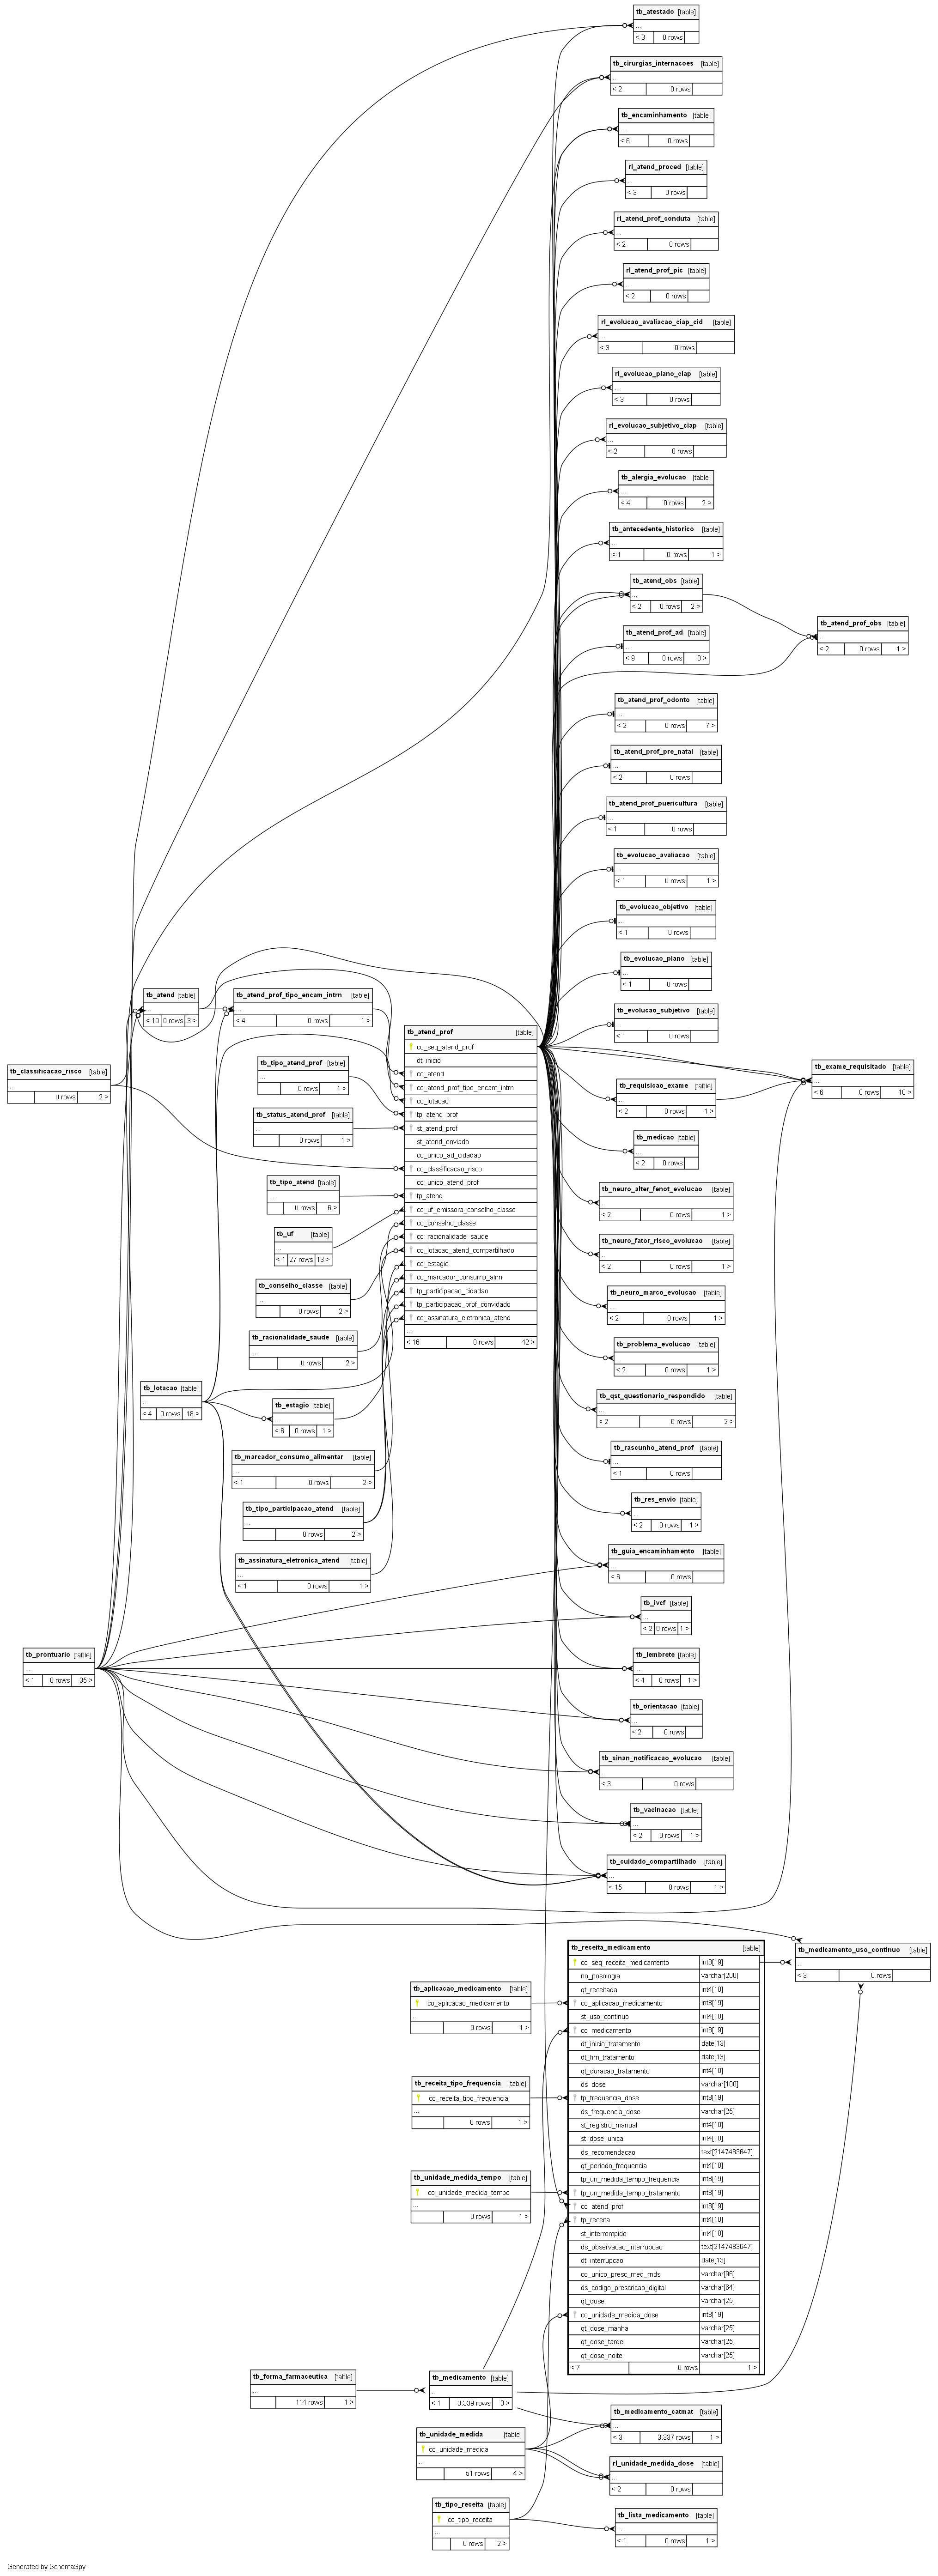 tb_atestado [table]
...
< 3 0 rows
tb_cirurgias_internacoes [table]
...
< 2 0 rows
tb_encaminhamento [table]
...
< 6 0 rows
rl_atend_proced [table]
...
< 3 0 rows
rl_atend_prof_conduta [table]
...
< 2 0 rows
rl_atend_prof_pic [table]
...
< 2 0 rows
rl_evolucao_avaliacao_ciap_cid [table]
...
< 3 0 rows
rl_evolucao_plano_ciap [table]
...
< 3 0 rows
rl_evolucao_subjetivo_ciap [table]
...
< 2 0 rows
tb_alergia_evolucao [table]
...
< 4 0 rows 2 >
tb_antecedente_historico [table]
...
< 1 0 rows 1 >
tb_atend_obs [table]
...
< 2 0 rows 2 >
tb_atend_prof_obs [table]
...
< 2 0 rows 1 >
tb_atend_prof_ad [table]
...
< 9 0 rows 3 >
tb_atend_prof_odonto [table]
...
< 2 0 rows 7 >
tb_atend_prof_pre_natal [table]
...
< 2 0 rows
tb_atend_prof_puericultura [table]
...
< 1 0 rows
tb_evolucao_avaliacao [table]
...
< 1 0 rows 1 >
tb_evolucao_objetivo [table]
...
< 1 0 rows
tb_evolucao_plano [table]
...
< 1 0 rows
tb_evolucao_subjetivo [table]
...
< 1 0 rows
tb_atend [table]
...
< 10 0 rows 3 >
tb_atend_prof_tipo_encam_intrn [table]
...
< 4 0 rows 1 >
tb_classificacao_risco [table]
...
0 rows 2 >
tb_tipo_atend_prof [table]
...
0 rows 1 >
tb_status_atend_prof [table]
...
0 rows 1 >
tb_tipo_atend [table]
...
0 rows 6 >
tb_uf [table]
...
< 1 27 rows 13 >
tb_conselho_classe [table]
...
0 rows 2 >
tb_racionalidade_saude [table]
...
0 rows 2 >
tb_lotacao [table]
...
< 4 0 rows 18 >
tb_estagio [table]
...
< 6 0 rows 1 >
tb_marcador_consumo_alimentar [table]
...
< 1 0 rows 2 >
tb_tipo_participacao_atend [table]
...
0 rows 2 >
tb_assinatura_eletronica_atend [table]
...
< 1 0 rows 1 >
tb_prontuario [table]
...
< 1 0 rows 35 >
tb_atend_prof [table]
co_seq_atend_prof
dt_inicio
co_atend
co_atend_prof_tipo_encam_intrn
co_lotacao
tp_atend_prof
st_atend_prof
st_atend_enviado
co_unico_ad_cidadao
co_classificacao_risco
co_unico_atend_prof
tp_atend
co_uf_emissora_conselho_classe
co_conselho_classe
co_racionalidade_saude
co_lotacao_atend_compartilhado
co_estagio
co_marcador_consumo_alim
tp_participacao_cidadao
tp_participacao_prof_convidado
co_assinatura_eletronica_atend
...
< 16 0 rows 42 >
tb_exame_requisitado [table]
...
< 6 0 rows 10 >
tb_requisicao_exame [table]
...
< 2 0 rows 1 >
tb_medicao [table]
...
< 2 0 rows
tb_neuro_alter_fenot_evolucao [table]
...
< 2 0 rows 1 >
tb_neuro_fator_risco_evolucao [table]
...
< 2 0 rows 1 >
tb_neuro_marco_evolucao [table]
...
< 2 0 rows 1 >
tb_problema_evolucao [table]
...
< 2 0 rows 1 >
tb_qst_questionario_respondido [table]
...
< 2 0 rows 2 >
tb_rascunho_atend_prof [table]
...
< 1 0 rows
tb_res_envio [table]
...
< 2 0 rows 1 >
tb_guia_encaminhamento [table]
...
< 6 0 rows
tb_ivcf [table]
...
< 2 0 rows 1 >
tb_lembrete [table]
...
< 4 0 rows 1 >
tb_orientacao [table]
...
< 2 0 rows
tb_sinan_notificacao_evolucao [table]
...
< 3 0 rows
tb_vacinacao [table]
...
< 2 0 rows 1 >
tb_cuidado_compartilhado [table]
...
< 15 0 rows 1 >
tb_medicamento_uso_continuo [table]
...
< 3 0 rows
tb_receita_medicamento [table]
co_seq_receita_medicamento int8[19]
no_posologia varchar[200]
qt_receitada int4[10]
co_aplicacao_medicamento int8[19]
st_uso_continuo int4[10]
co_medicamento int8[19]
dt_inicio_tratamento date[13]
dt_fim_tratamento date[13]
qt_duracao_tratamento int4[10]
ds_dose varchar[100]
tp_frequencia_dose int8[19]
ds_frequencia_dose varchar[25]
st_registro_manual int4[10]
st_dose_unica int4[10]
ds_recomendacao text[2147483647]
qt_periodo_frequencia int4[10]
tp_un_medida_tempo_frequencia int8[19]
tp_un_medida_tempo_tratamento int8[19]
co_atend_prof int8[19]
tp_receita int4[10]
st_interrompido int4[10]
ds_observacao_interrupcao text[2147483647]
dt_interrupcao date[13]
co_unico_presc_med_mds varchar[96]
ds_codigo_prescricao_digital varchar[64]
qt_dose varchar[25]
co_unidade_medida_dose int8[19]
qt_dose_manha varchar[25]
qt_dose_tarde varchar[25]
qt_dose_noite varchar[25]
< 7 0 rows 1 >
tb_aplicacao_medicamento [table]
co_aplicacao_medicamento
...
0 rows 1 >
tb_receita_tipo_frequencia [table]
co_receita_tipo_frequencia
...
0 rows 1 >
tb_unidade_medida_tempo [table]
co_unidade_medida_tempo
...
0 rows 1 >
tb_forma_farmaceutica [table]
...
114 rows 1 >
tb_medicamento [table]
...
< 1 3.339 rows 3 >
tb_unidade_medida [table]
co_unidade_medida
...
51 rows 4 >
tb_tipo_receita [table]
co_tipo_receita
...
0 rows 2 >
tb_medicamento_catmat [table]
...
< 3 3.337 rows 1 >
rl_unidade_medida_dose [table]
...
< 2 0 rows
tb_lista_medicamento [table]
...
< 1 0 rows 1 >
Generated by SchemaSpy